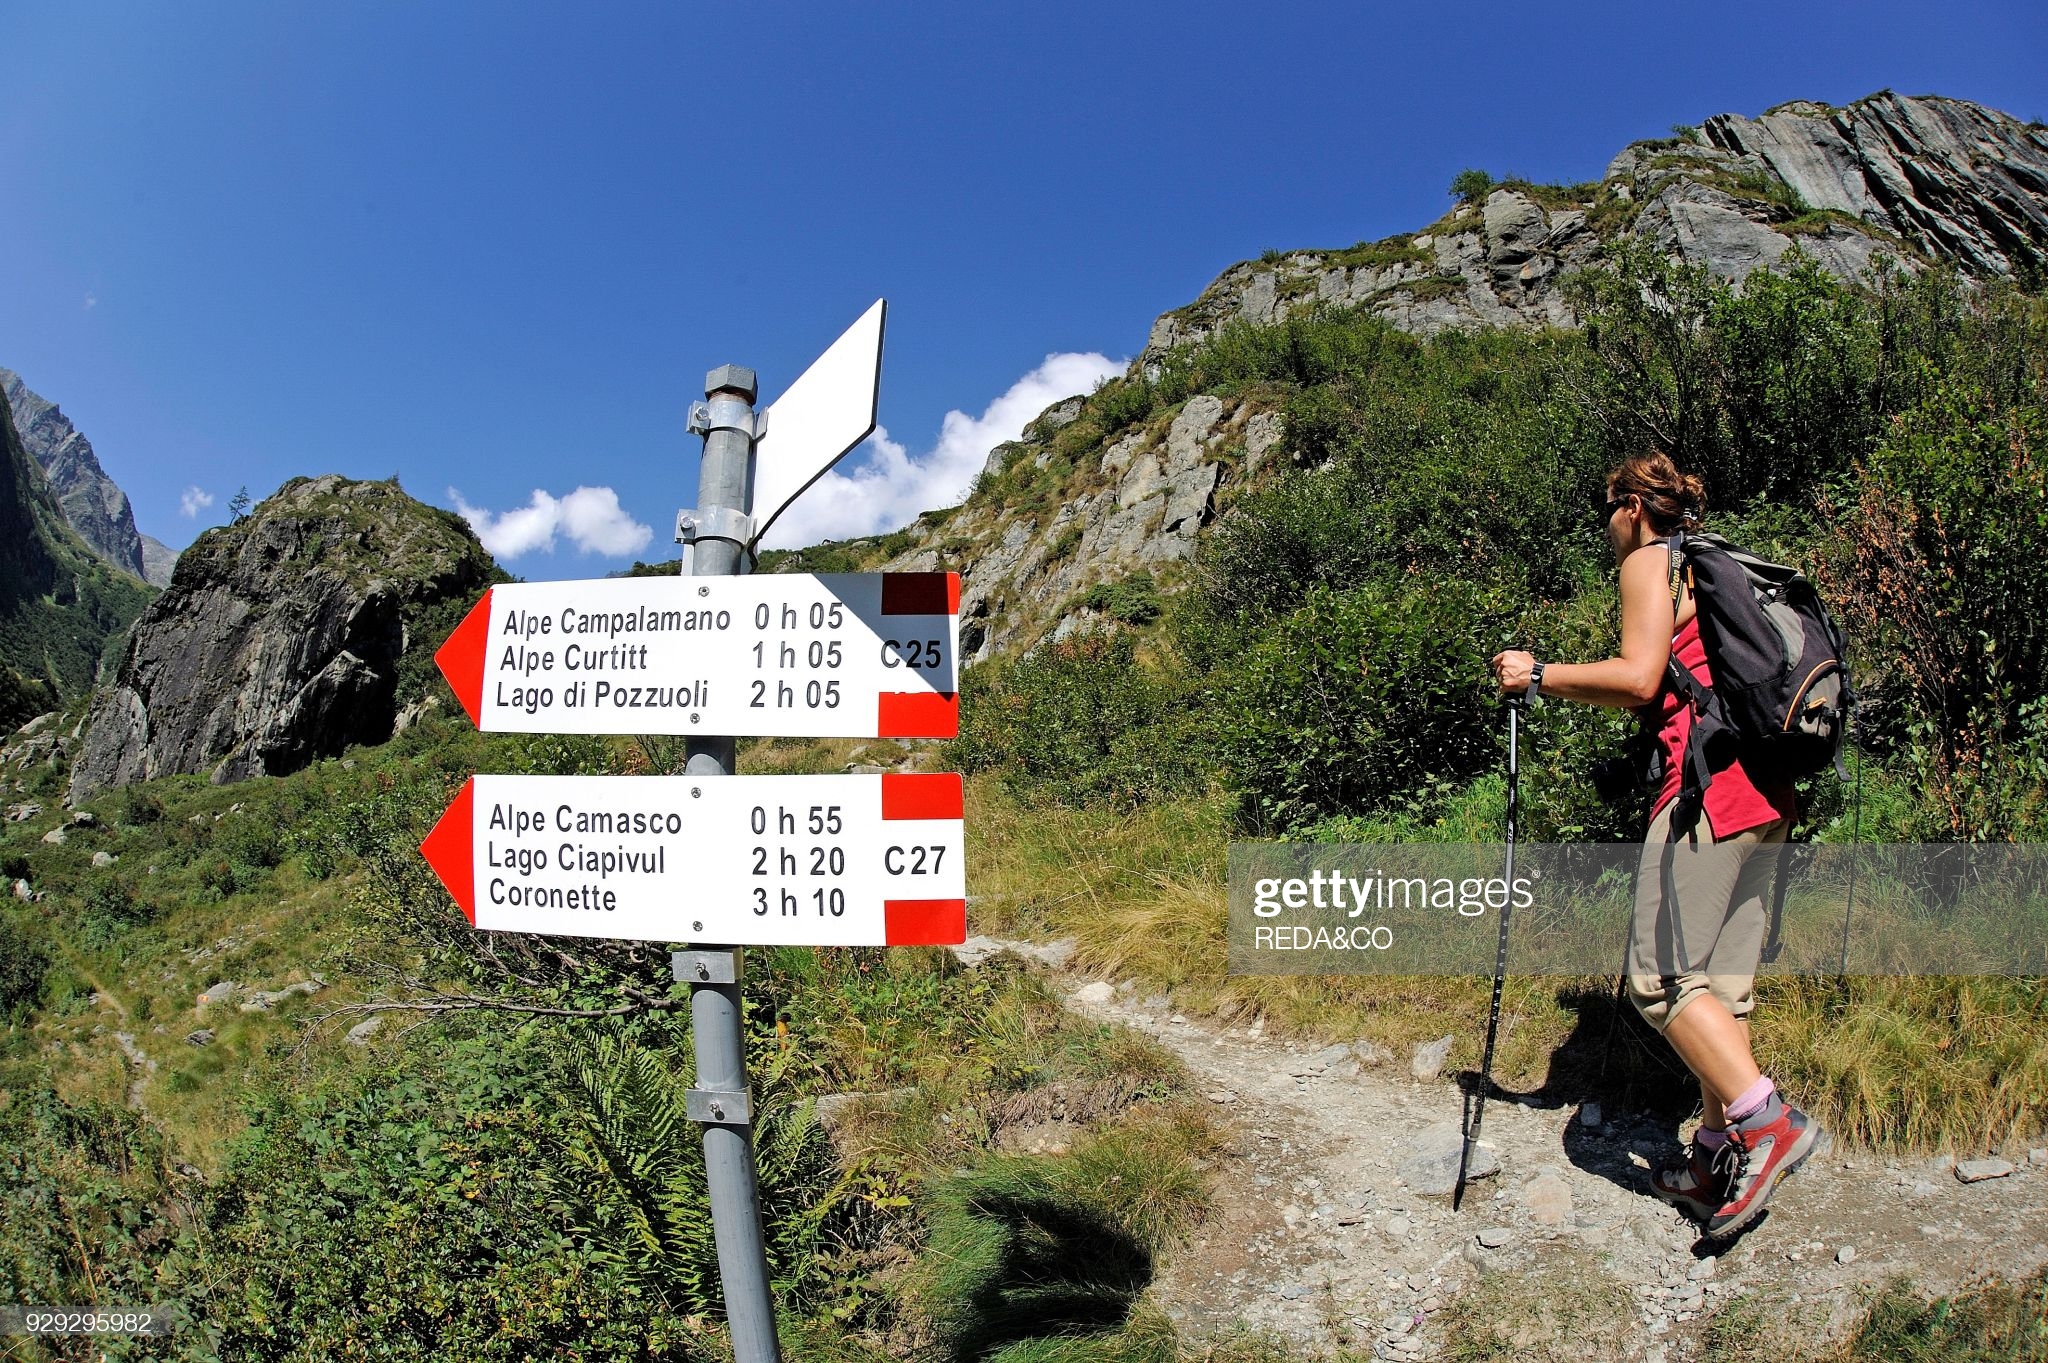 Alpe Campalamano 0 h 05
Alpe Curtitt 1 h 05 C25
Lago di Pozzuoli 2 h 05
Alpe Camasco 0 h 55
Lago Ciapivul 2 h 20 C27
Coronette 3 h 10
Nikon
gettyimages®
REDA&CO
929295982